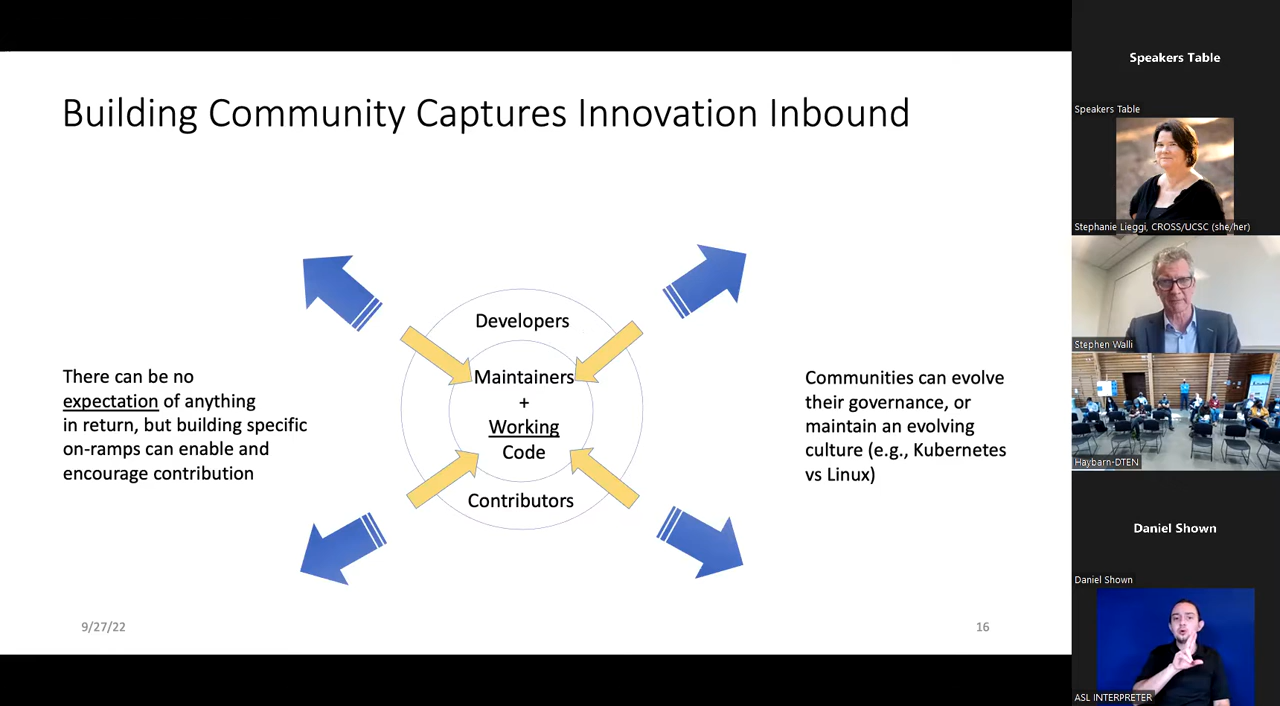 Building Community Captures Innovation Inbound
Developers
Maintainers
+
Working
Code
Contributors
There can be no
expectation of anything
in return, but building specific
on-ramps can enable and
encourage contribution
Communities can evolve
their governance, or
maintain an evolving
culture (e.g., Kubernetes
vs Linux)
9/27/22
16
Speakers Table
Speakers Table
Stephanie Lieggi, CROSS/UCSC (she/her)
Stephen Walli
Haybarn-DTEN
Daniel Shown
Daniel Shown
ASL INTERPRETER